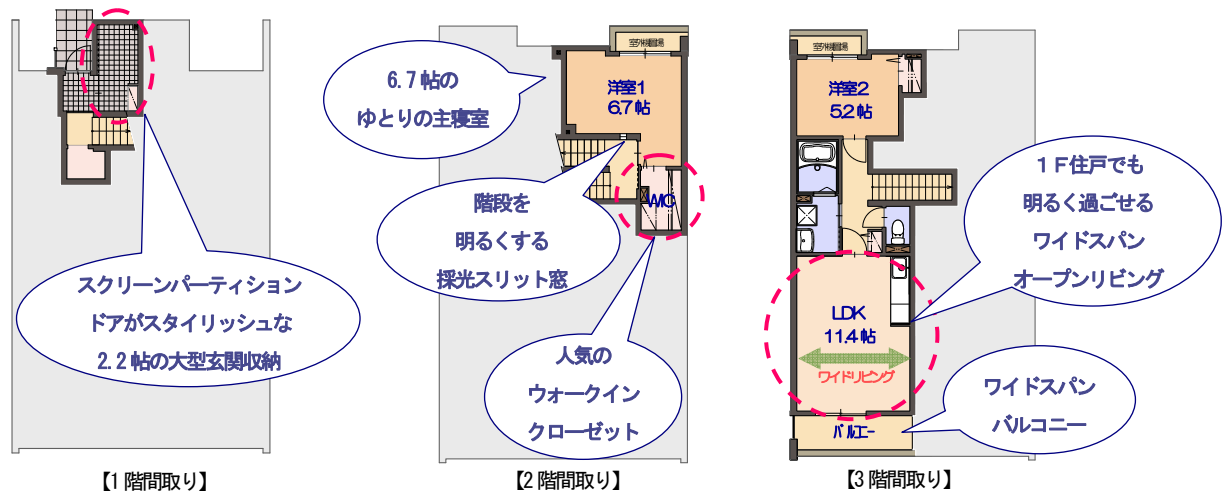 スクリーンパーティション
ドアがスタイリッシュな
2.2帖の大型玄関収納
【1階間取り】
6.7帖の
ゆとりの主寝室
室外機置場
洋室1
6.7帖
WIC
階段を
明るくする
採光スリット窓
人気の
ウォークイン
クローゼット
【2階間取り】
室外機置場
洋室2
5.2帖
1F住戸でも
明るく過ごせる
ワイドスパン
オープンリビング
LDK
11.4帖
ワイドリビング
バルコニー
ワイドスパン
バルコニー
【3階間取り】